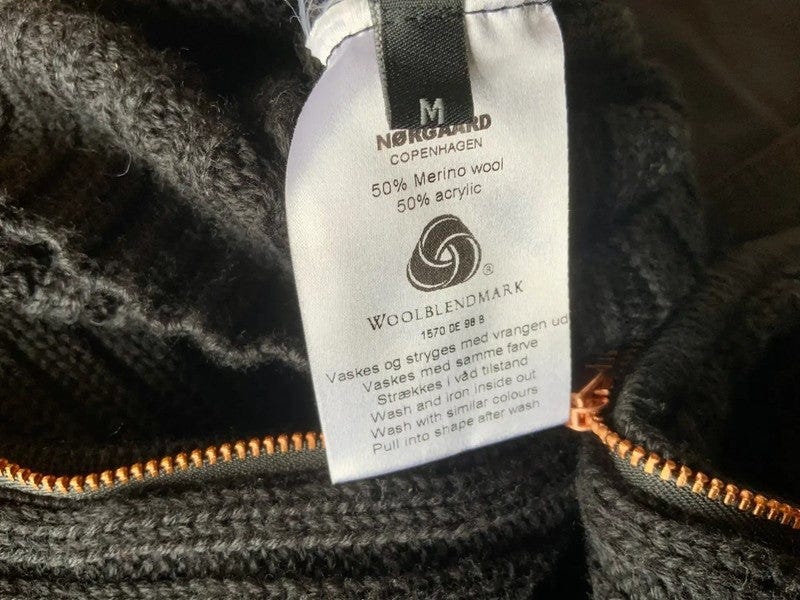 M
NØRGAARD
COPENHAGEN
50% Merino wool
50% acrylic
®
WOOLBLENDMARK
1570 DE 98 B
Vaskes og stryges med vrangen ud
Vaskes med samme farve
Strækkes i våd tilstand
Wash and iron inside out
Wash with similar colours
Pull into shape after wash